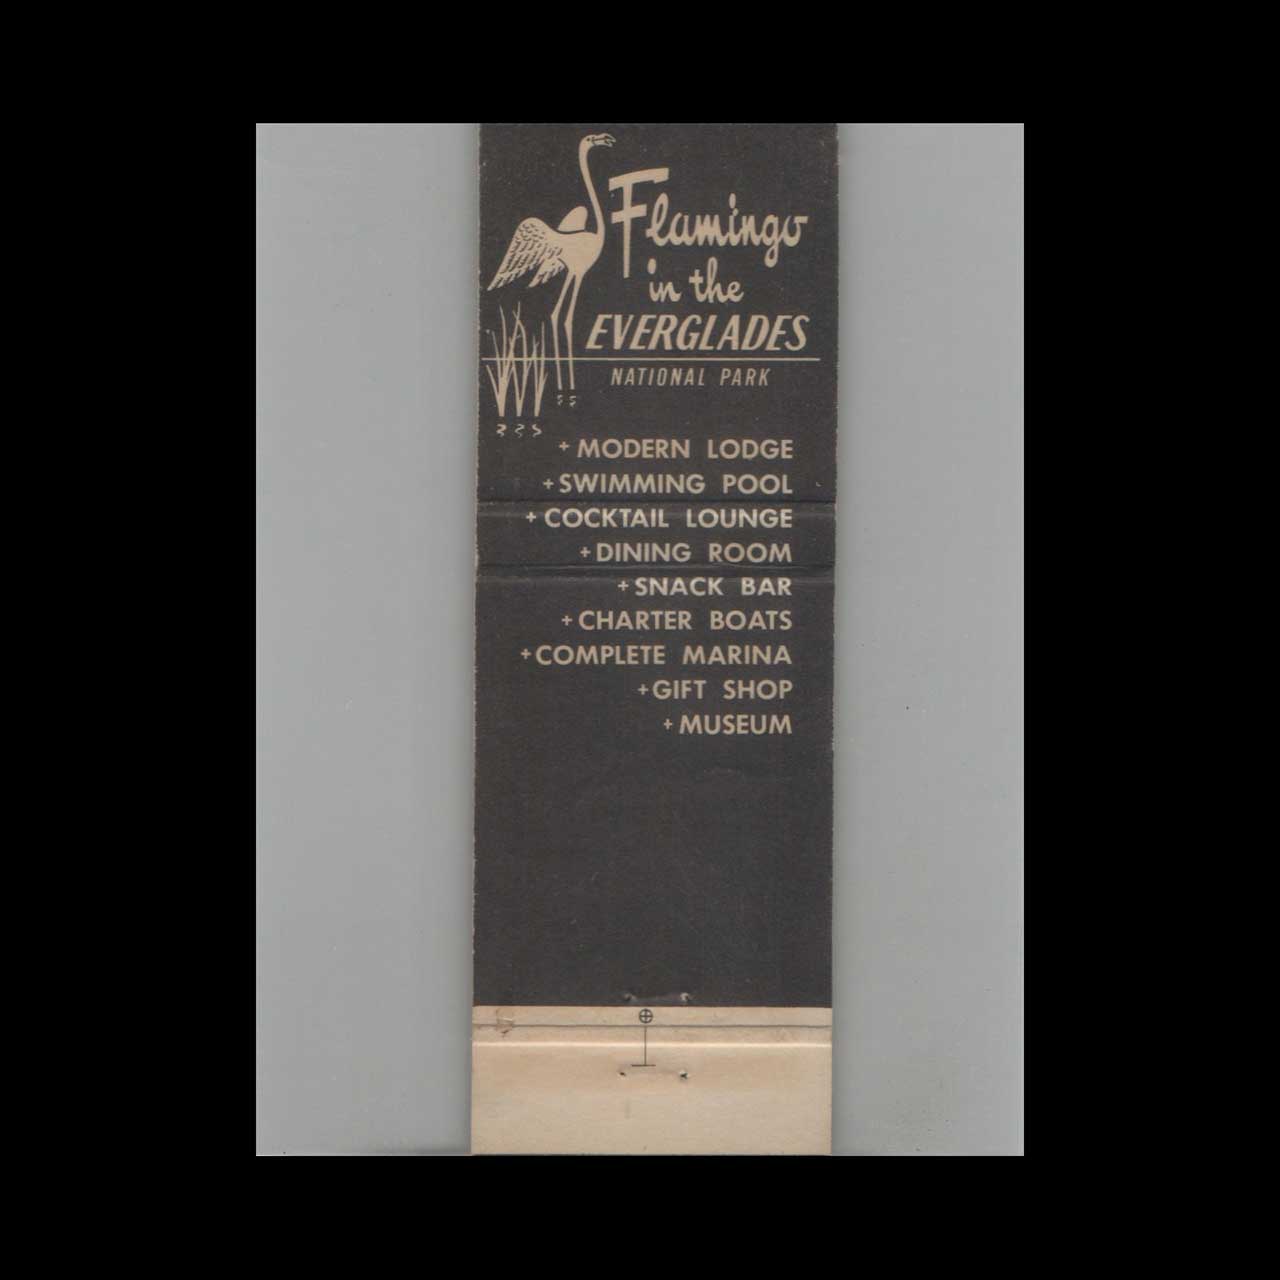 Flamingo
in the
EVERGLADES
NATIONAL PARK
+ MODERN LODGE
+ SWIMMING POOL
+ COCKTAIL LOUNGE
+ DINING ROOM
+ SNACK BAR
+ CHARTER BOATS
+ COMPLETE MARINA
+ GIFT SHOP
+ MUSEUM